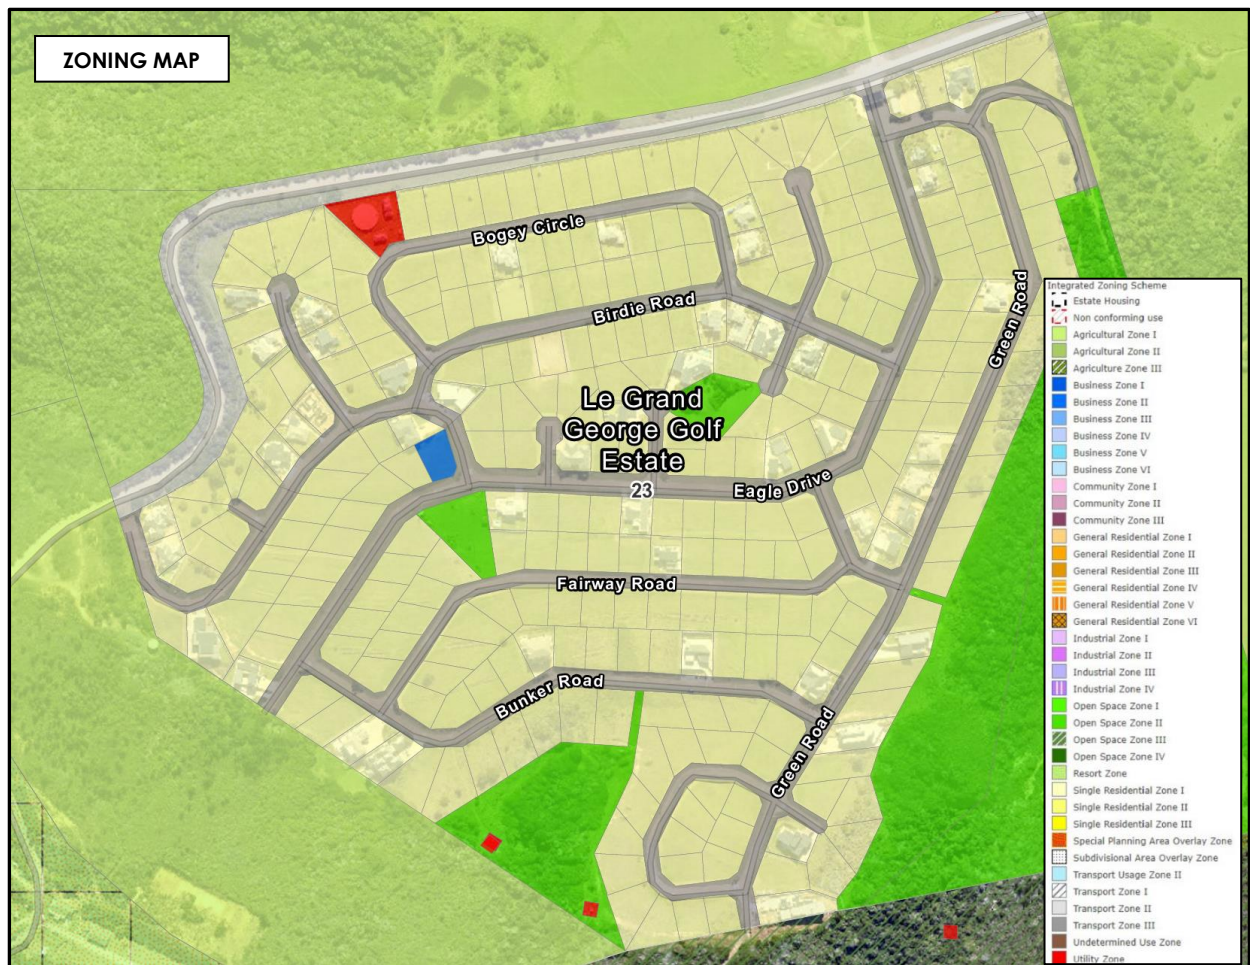 ZONING MAP
Bogey Circle
Birdie Road
Green Road
Le Grand
George Golf
Estate
23
Eagle Drive
Fairway Road
Bunker Road
Green Road
Integrated Zoning Scheme
Estate Housing
Non conforming use
Agricultural Zone I
Agricultural Zone II
Agriculture Zone III
Business Zone I
Business Zone II
Business Zone III
Business Zone IV
Business Zone V
Business Zone VI
Community Zone I
Community Zone II
Community Zone III
General Residential Zone I
General Residential Zone II
General Residential Zone III
General Residential Zone IV
General Residential Zone V
General Residential Zone VI
Industrial Zone I
Industrial Zone II
Industrial Zone III
Industrial Zone IV
Open Space Zone I
Open Space Zone II
Open Space Zone III
Open Space Zone IV
Resort Zone
Single Residential Zone I
Single Residential Zone II
Single Residential Zone III
Special Planning Area Overlay Zone
Subdivisional Area Overlay Zone
Transport Usage Zone II
Transport Zone I
Transport Zone II
Transport Zone III
Undetermined Use Zone
Utility Zone